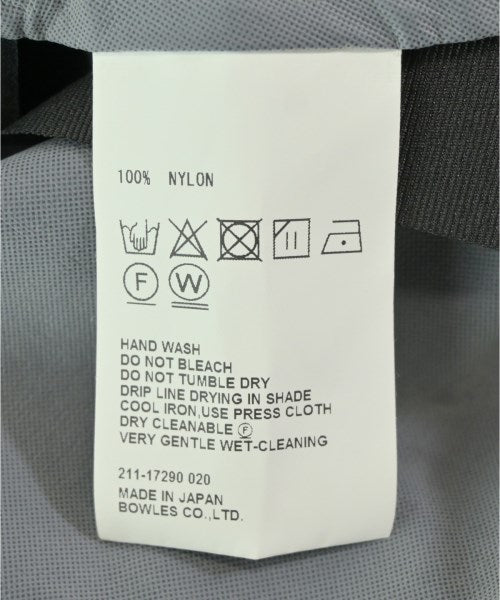 100% NYLON
F W
HAND WASH
DO NOT BLEACH
DO NOT TUMBLE DRY
DRIP LINE DRYING IN SHADE
COOL IRON,USE PRESS CLOTH
DRY CLEANABLE Ⓕ
VERY GENTLE WET-CLEANING
211-17290 020
MADE IN JAPAN
BOWLES CO.,LTD.